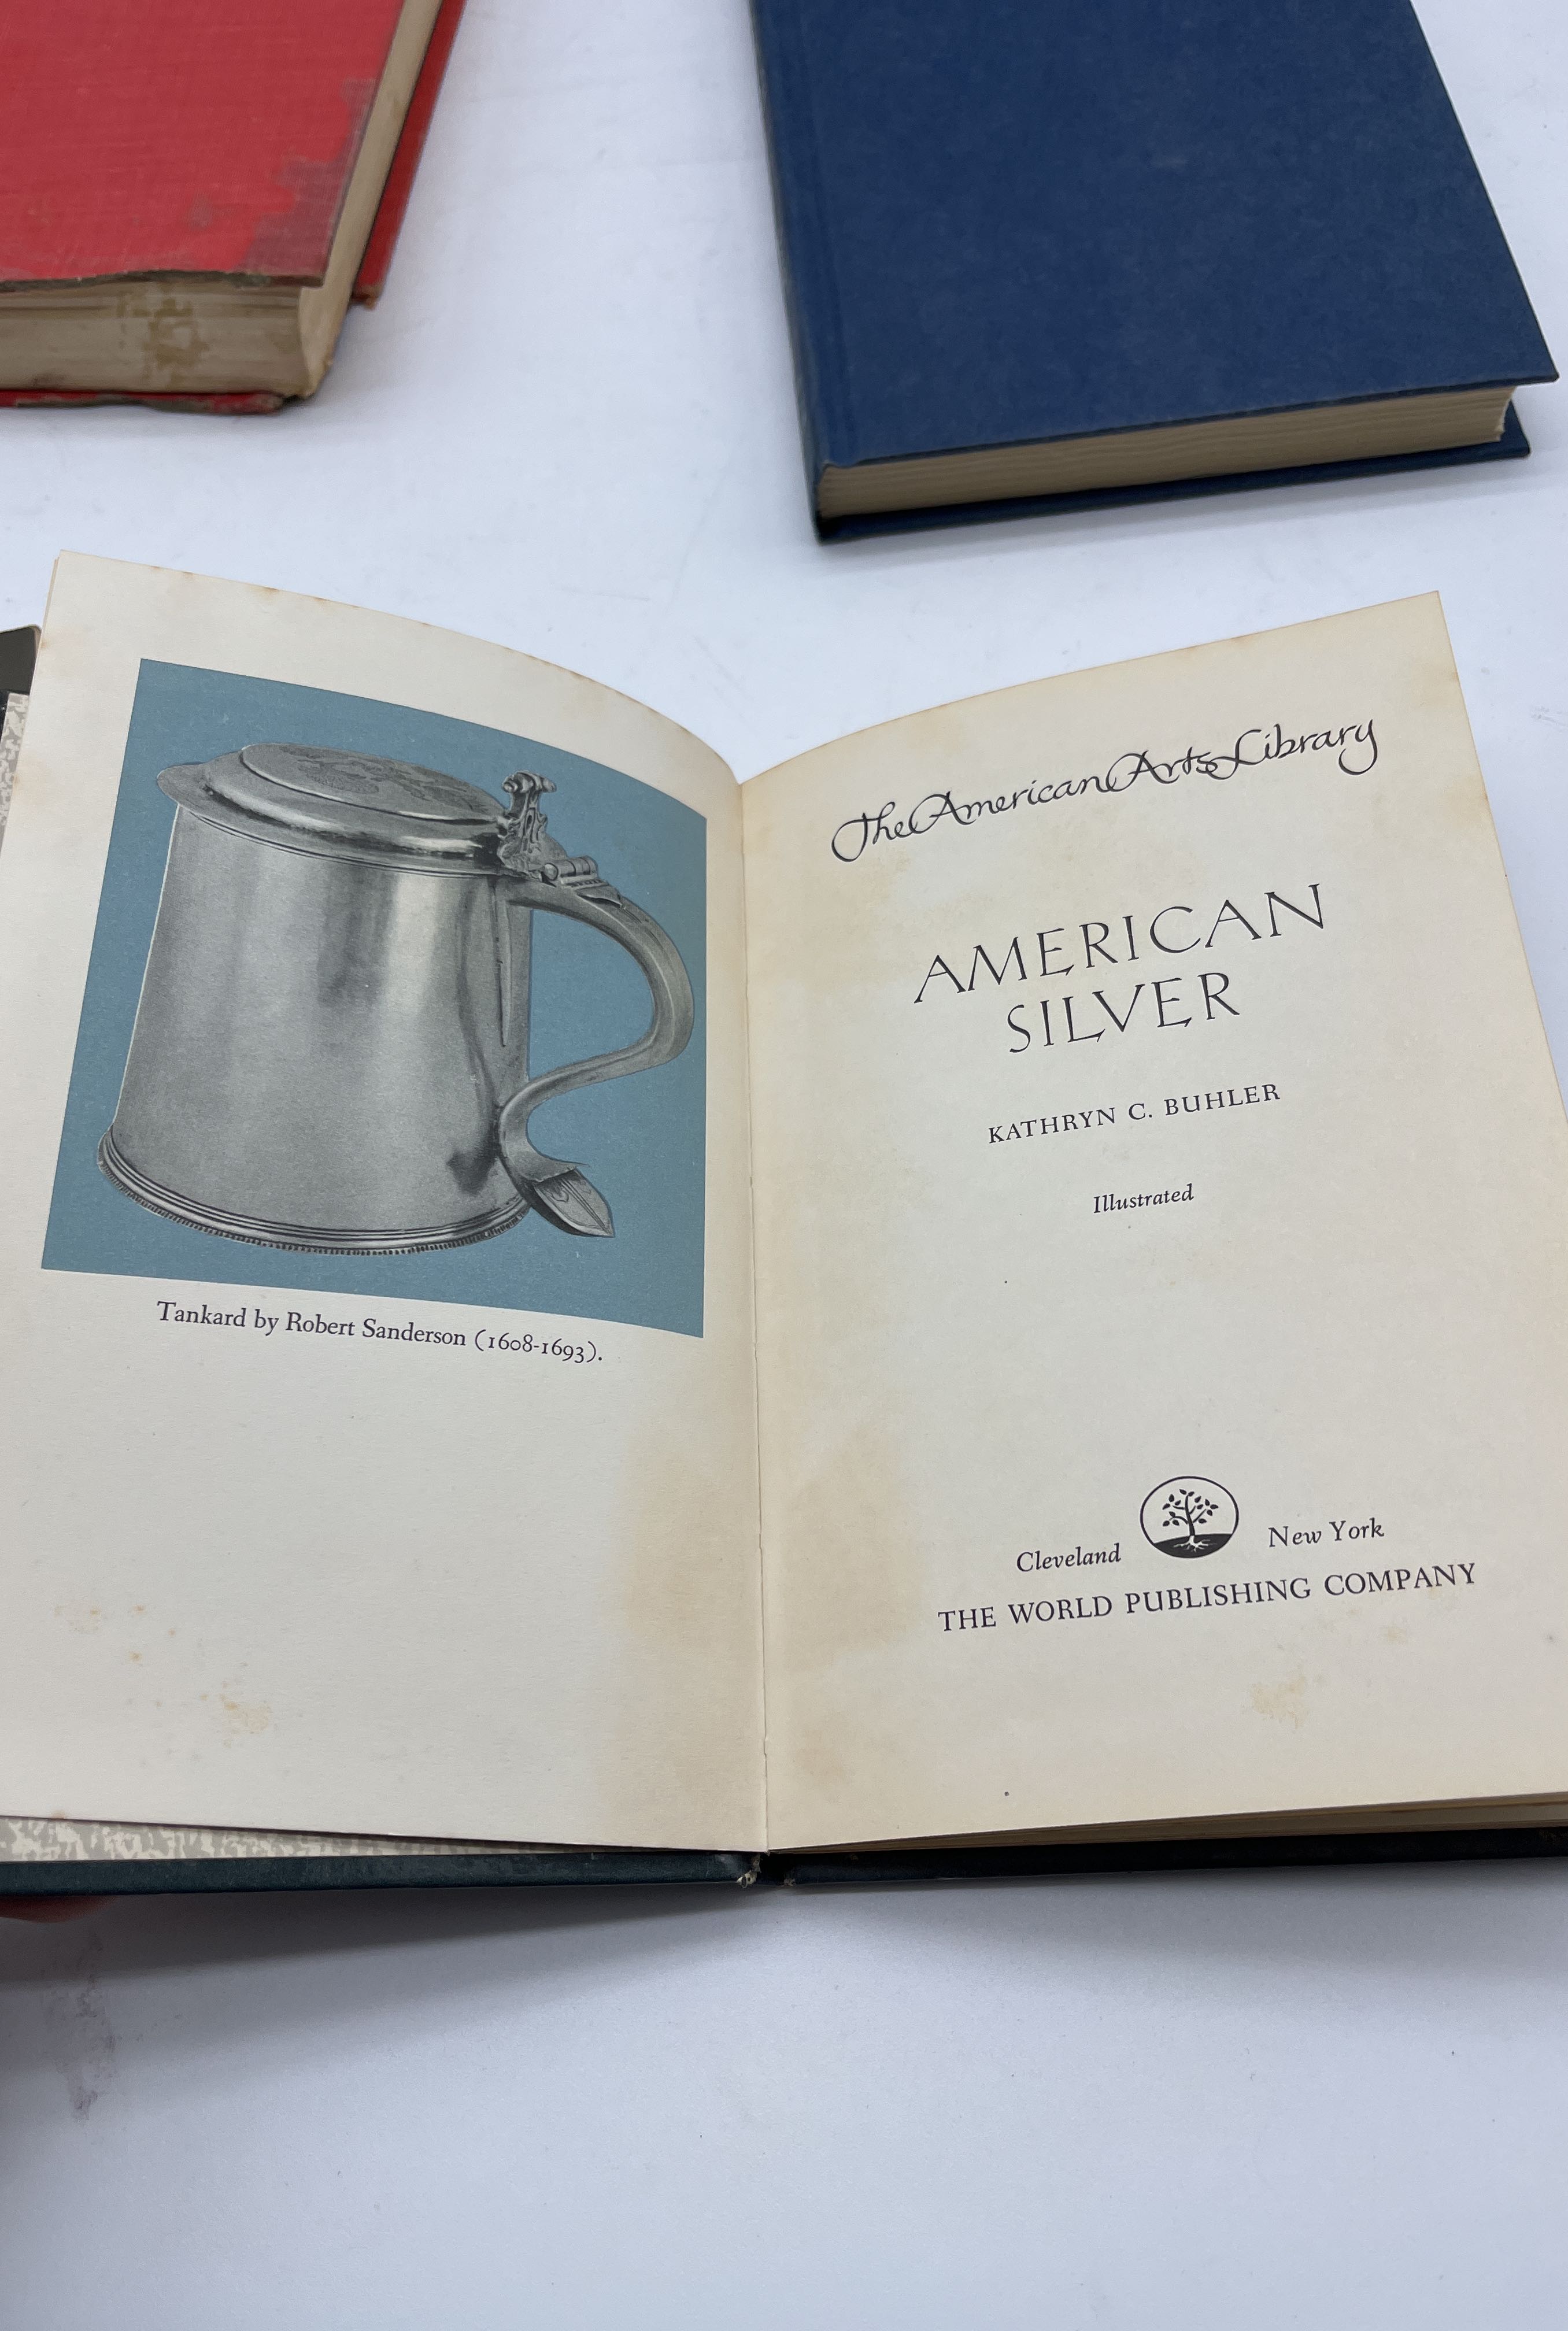 Tankard by Robert Sanderson (1608-1693).
The American Arts Library
AMERICAN
SILVER
KATHRYN C. BUHLER
Illustrated
Cleveland New York
THE WORLD PUBLISHING COMPANY